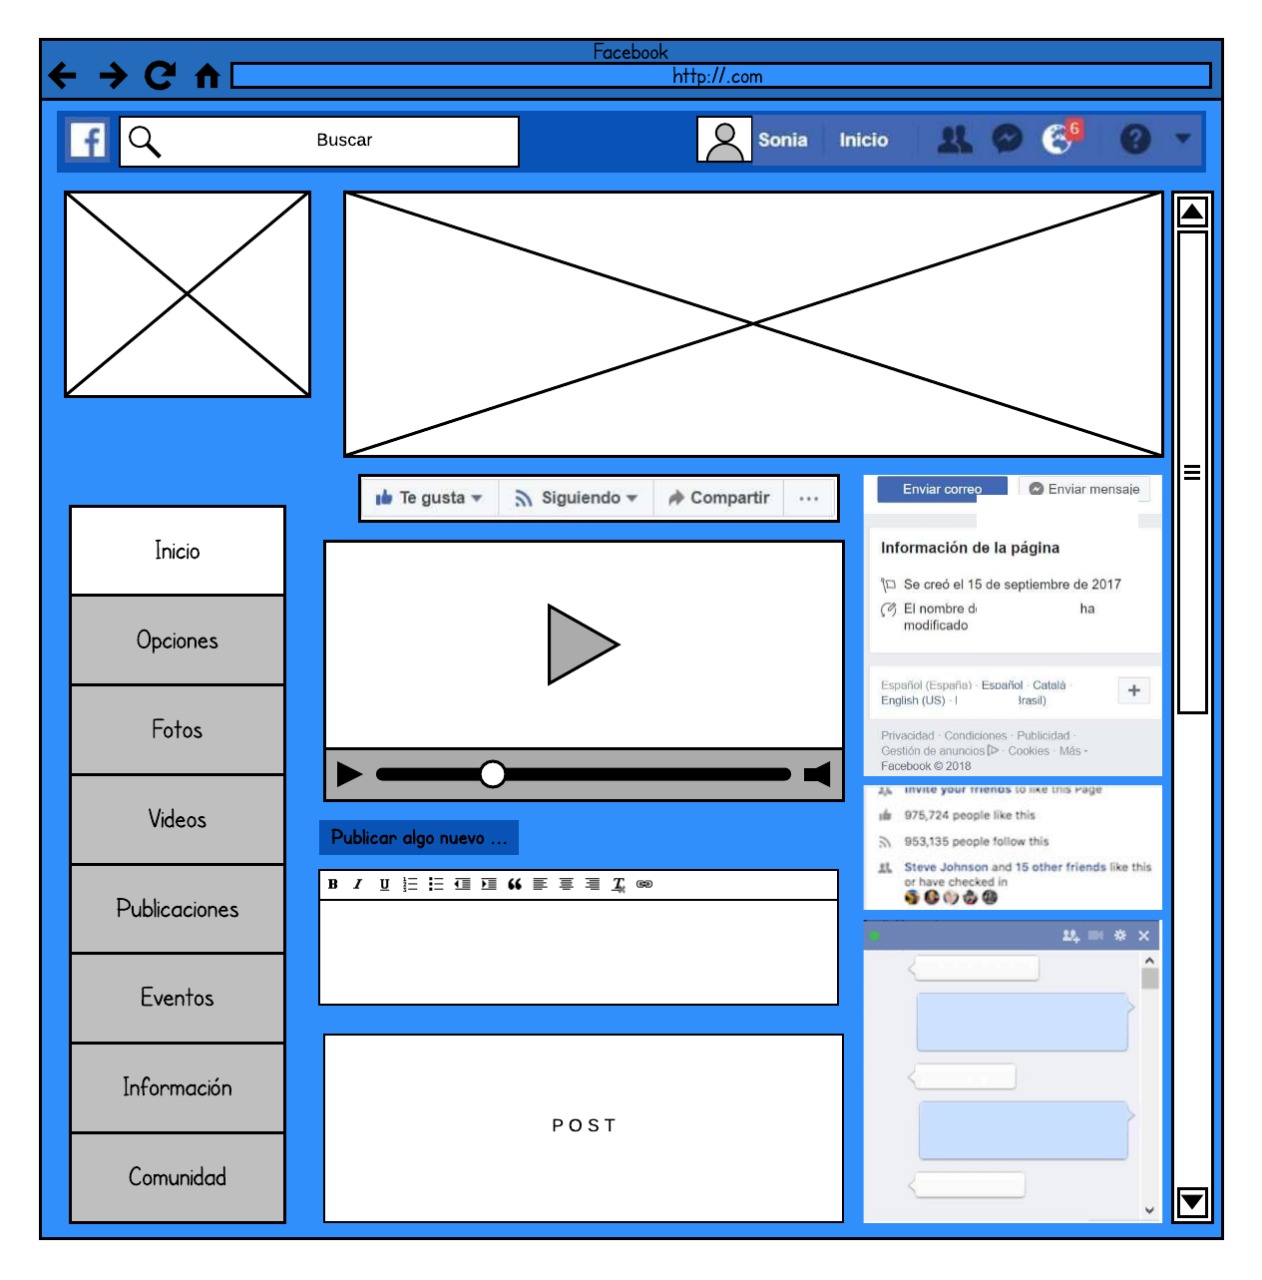 Facebook
http://.com
f
Buscar
Sonia
Inicio
6
?
Te gusta
Siguiendo
Compartir
...
Enviar correo
Enviar mensaje
Información de la página
Se creó el 15 de septiembre de 2017
El nombre de ha
modificado
Español (España) · Español · Català ·
English (US) · Brasil)
+
Privacidad · Condiciones · Publicidad ·
Gestión de anuncios · Cookies · Más
Facebook © 2018
Invite your friends to like this Page
975,724 people like this
953,135 people follow this
Steve Johnson and 15 other friends like this
or have checked in
Inicio
Opciones
Fotos
Videos
Publicaciones
Eventos
Información
Comunidad
Publicar algo nuevo ...
B I U
POST